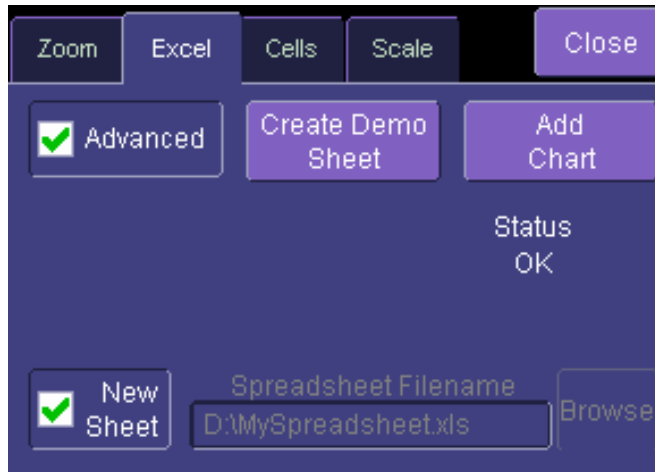 Zoom Excel Cells Scale Close
Advanced
Create Demo
Sheet
Add
Chart
Status
OK
New
Sheet
Spreadsheet Filename
D:\MySpreadsheet.xls
Browse